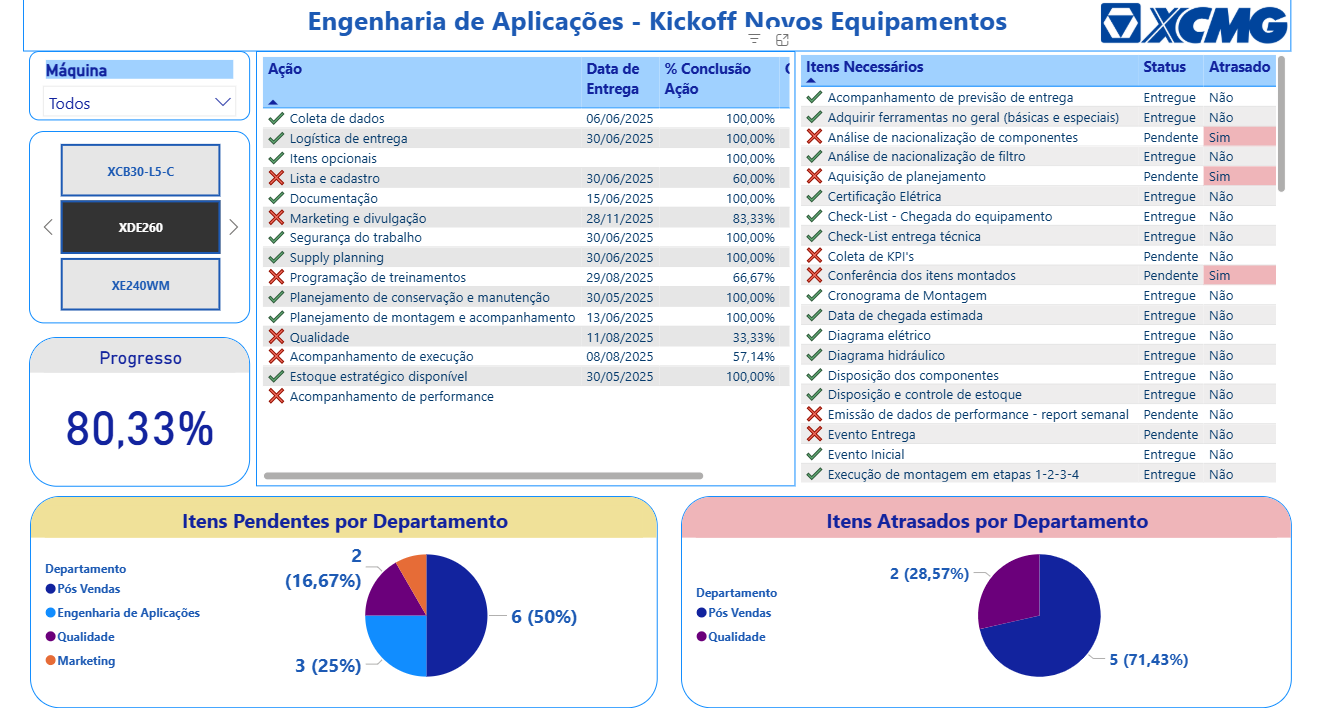 Engenharia de Aplicações - Kickoff Novos Equipamentos
XCMG
Máquina
Todos
XCB30-L5-C
XDE260
XE240WM
Progresso
80,33%
Ação Data de Entrega % Conclusão Ação
Coleta de dados 06/06/2025 100,00%
Logística de entrega 30/06/2025 100,00%
Itens opcionais 100,00%
Lista e cadastro 30/06/2025 60,00%
Documentação 15/06/2025 100,00%
Marketing e divulgação 28/11/2025 83,33%
Segurança do trabalho 30/06/2025 100,00%
Supply planning 30/06/2025 100,00%
Programação de treinamentos 29/08/2025 66,67%
Planejamento de conservação e manutenção 30/05/2025 100,00%
Planejamento de montagem e acompanhamento 13/06/2025 100,00%
Qualidade 11/08/2025 33,33%
Acompanhamento de execução 08/08/2025 57,14%
Estoque estratégico disponível 30/05/2025 100,00%
Acompanhamento de performance
Itens Necessários Status Atrasado
Acompanhamento de previsão de entrega Entregue Não
Adquirir ferramentas no geral (básicas e especiais) Entregue Não
Análise de nacionalização de componentes Pendente Sim
Análise de nacionalização de filtro Entregue Não
Aquisição de planejamento Pendente Sim
Certificação Elétrica Entregue Não
Check-List - Chegada do equipamento Entregue Não
Check-List entrega técnica Entregue Não
Coleta de KPI's Pendente Não
Conferência dos itens montados Pendente Sim
Cronograma de Montagem Entregue Não
Data de chegada estimada Entregue Não
Diagrama elétrico Entregue Não
Diagrama hidráulico Entregue Não
Disposição dos componentes Entregue Não
Disposição e controle de estoque Entregue Não
Emissão de dados de performance - report semanal Pendente Não
Evento Entrega Pendente Não
Evento Inicial Entregue Não
Execução de montagem em etapas 1-2-3-4 Entregue Não
Itens Pendentes por Departamento
Departamento
Pós Vendas
Engenharia de Aplicações
Qualidade
Marketing
2
(16,67%)
6 (50%)
3 (25%)
Itens Atrasados por Departamento
Departamento
Pós Vendas
Qualidade
2 (28,57%)
5 (71,43%)